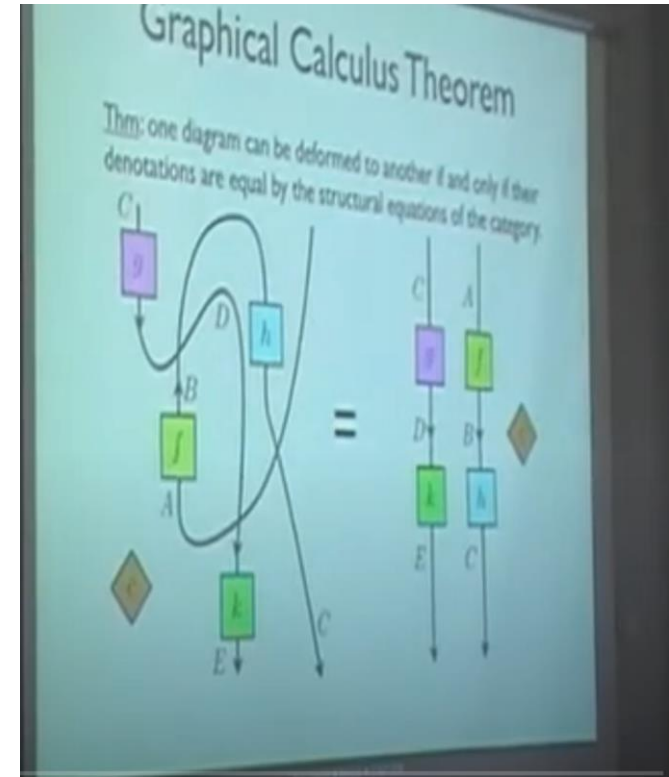 Graphical Calculus Theorem
Thm: one diagram can be deformed to another if and only if their
denotations are equal by the structural equations of the category.
C
g
D
h
B
f
A
k
E
C
=
C
A
g
f
D
B
k
h
E
C